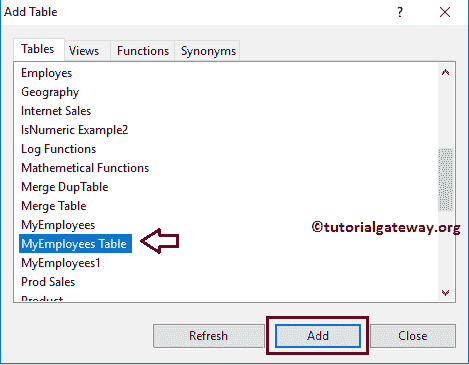 Add Table
?
Tables Views Functions Synonyms
Employes
Geography
Internet Sales
IsNumeric Example2
Log Functions
Mathemetical Functions
Merge DupTable
Merge Table
MyEmployees
©tutorialgateway.org
MyEmployees Table
MyEmployees1
Prod Sales
Product
Refresh Add Close